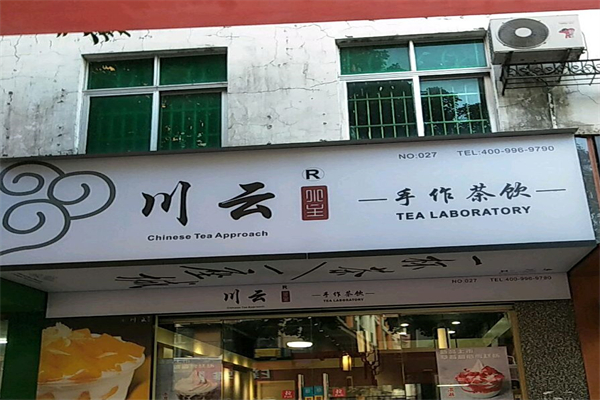 NO:027 TEL:400-996-9790
川云 ® 堂 — 手作茶饮 —
Chinese Tea Approach TEA LABORATORY
NO:027 TEL:400-996-9790
川云 ® — 手作茶饮 —
TEA LABORATORY